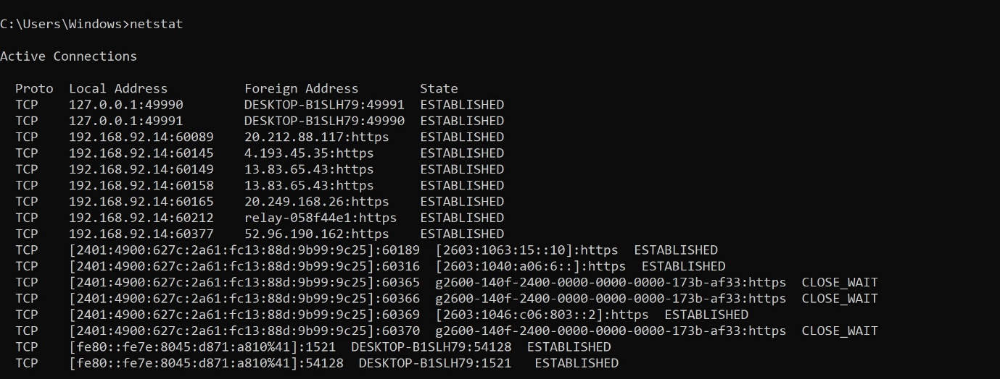 C:\Users\Windows>netstat
Active Connections
Proto  Local Address          Foreign Address        State
TCP    127.0.0.1:49990        DESKTOP-B1SLH79:49991  ESTABLISHED
TCP    127.0.0.1:49991        DESKTOP-B1SLH79:49990  ESTABLISHED
TCP    192.168.92.14:60089    20.212.88.117:https    ESTABLISHED
TCP    192.168.92.14:60145    4.193.45.35:https      ESTABLISHED
TCP    192.168.92.14:60149    13.83.65.43:https      ESTABLISHED
TCP    192.168.92.14:60158    13.83.65.43:https      ESTABLISHED
TCP    192.168.92.14:60165    20.249.168.26:https    ESTABLISHED
TCP    192.168.92.14:60212    relay-058f44e1:https   ESTABLISHED
TCP    192.168.92.14:60377    52.96.190.162:https    ESTABLISHED
TCP    [2401:4900:627c:2a61:fc13:88d:9b99:9c25]:60189  [2603:1063:15::10]:https  ESTABLISHED
TCP    [2401:4900:627c:2a61:fc13:88d:9b99:9c25]:60316  [2603:1040:a06:6::]:https  ESTABLISHED
TCP    [2401:4900:627c:2a61:fc13:88d:9b99:9c25]:60365  g2600-140f-2400-0000-0000-0000-173b-af33:https  CLOSE_WAIT
TCP    [2401:4900:627c:2a61:fc13:88d:9b99:9c25]:60366  g2600-140f-2400-0000-0000-0000-173b-af33:https  CLOSE_WAIT
TCP    [2401:4900:627c:2a61:fc13:88d:9b99:9c25]:60369  [2603:1046:c06:803::2]:https  ESTABLISHED
TCP    [2401:4900:627c:2a61:fc13:88d:9b99:9c25]:60370  g2600-140f-2400-0000-0000-0000-173b-af33:https  CLOSE_WAIT
TCP    [fe80::fe7e:8045:d871:a810%41]:1521  DESKTOP-B1SLH79:54128  ESTABLISHED
TCP    [fe80::fe7e:8045:d871:a810%41]:54128  DESKTOP-B1SLH79:1521   ESTABLISHED